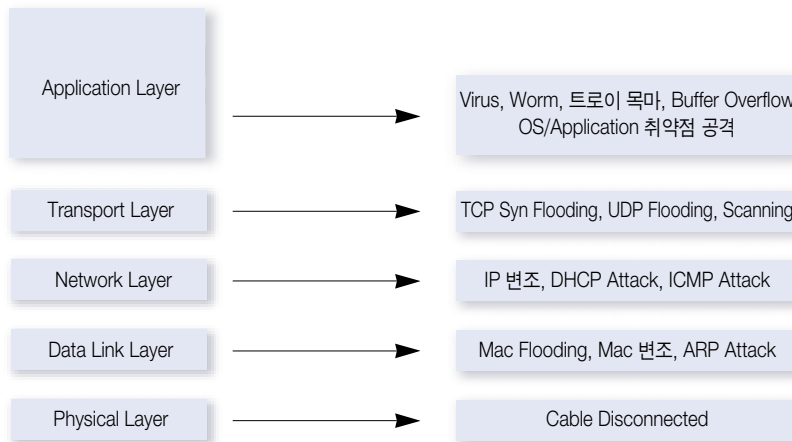 Application Layer
Virus, Worm, 트로이 목마, Buffer Overflow
OS/Application 취약점 공격
Transport Layer
TCP Syn Flooding, UDP Flooding, Scanning
Network Layer
IP 변조, DHCP Attack, ICMP Attack
Data Link Layer
Mac Flooding, Mac 변조, ARP Attack
Physical Layer
Cable Disconnected